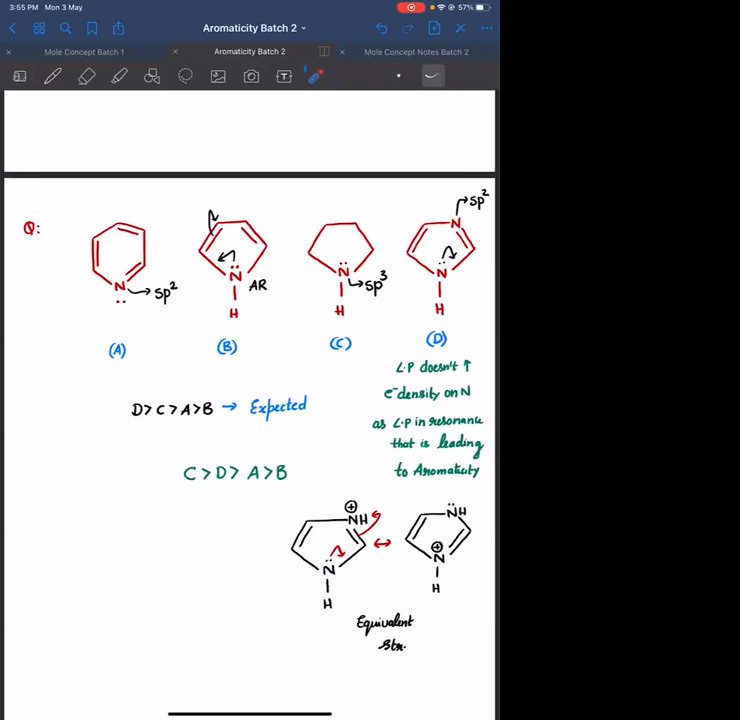 3:55 PM Mon 3 May
57%
Aromaticity Batch 2
Mole Concept Batch 1
Aromaticity Batch 2
Mole Concept Notes Batch 2
Q:
sp²
N
sp²
N
AR
H
N
sp³
H
N
N
H
(A)
(B)
(C)
(D)
L.P doesn't ↑
e⁻ density on N
as L.P in resonance
that is leading
to Aromaticity
D > C > A > B → Expected
C > D > A > B
⊕
NH
N
H
↔
NH
⊕
N
H
Equivalent
Str.